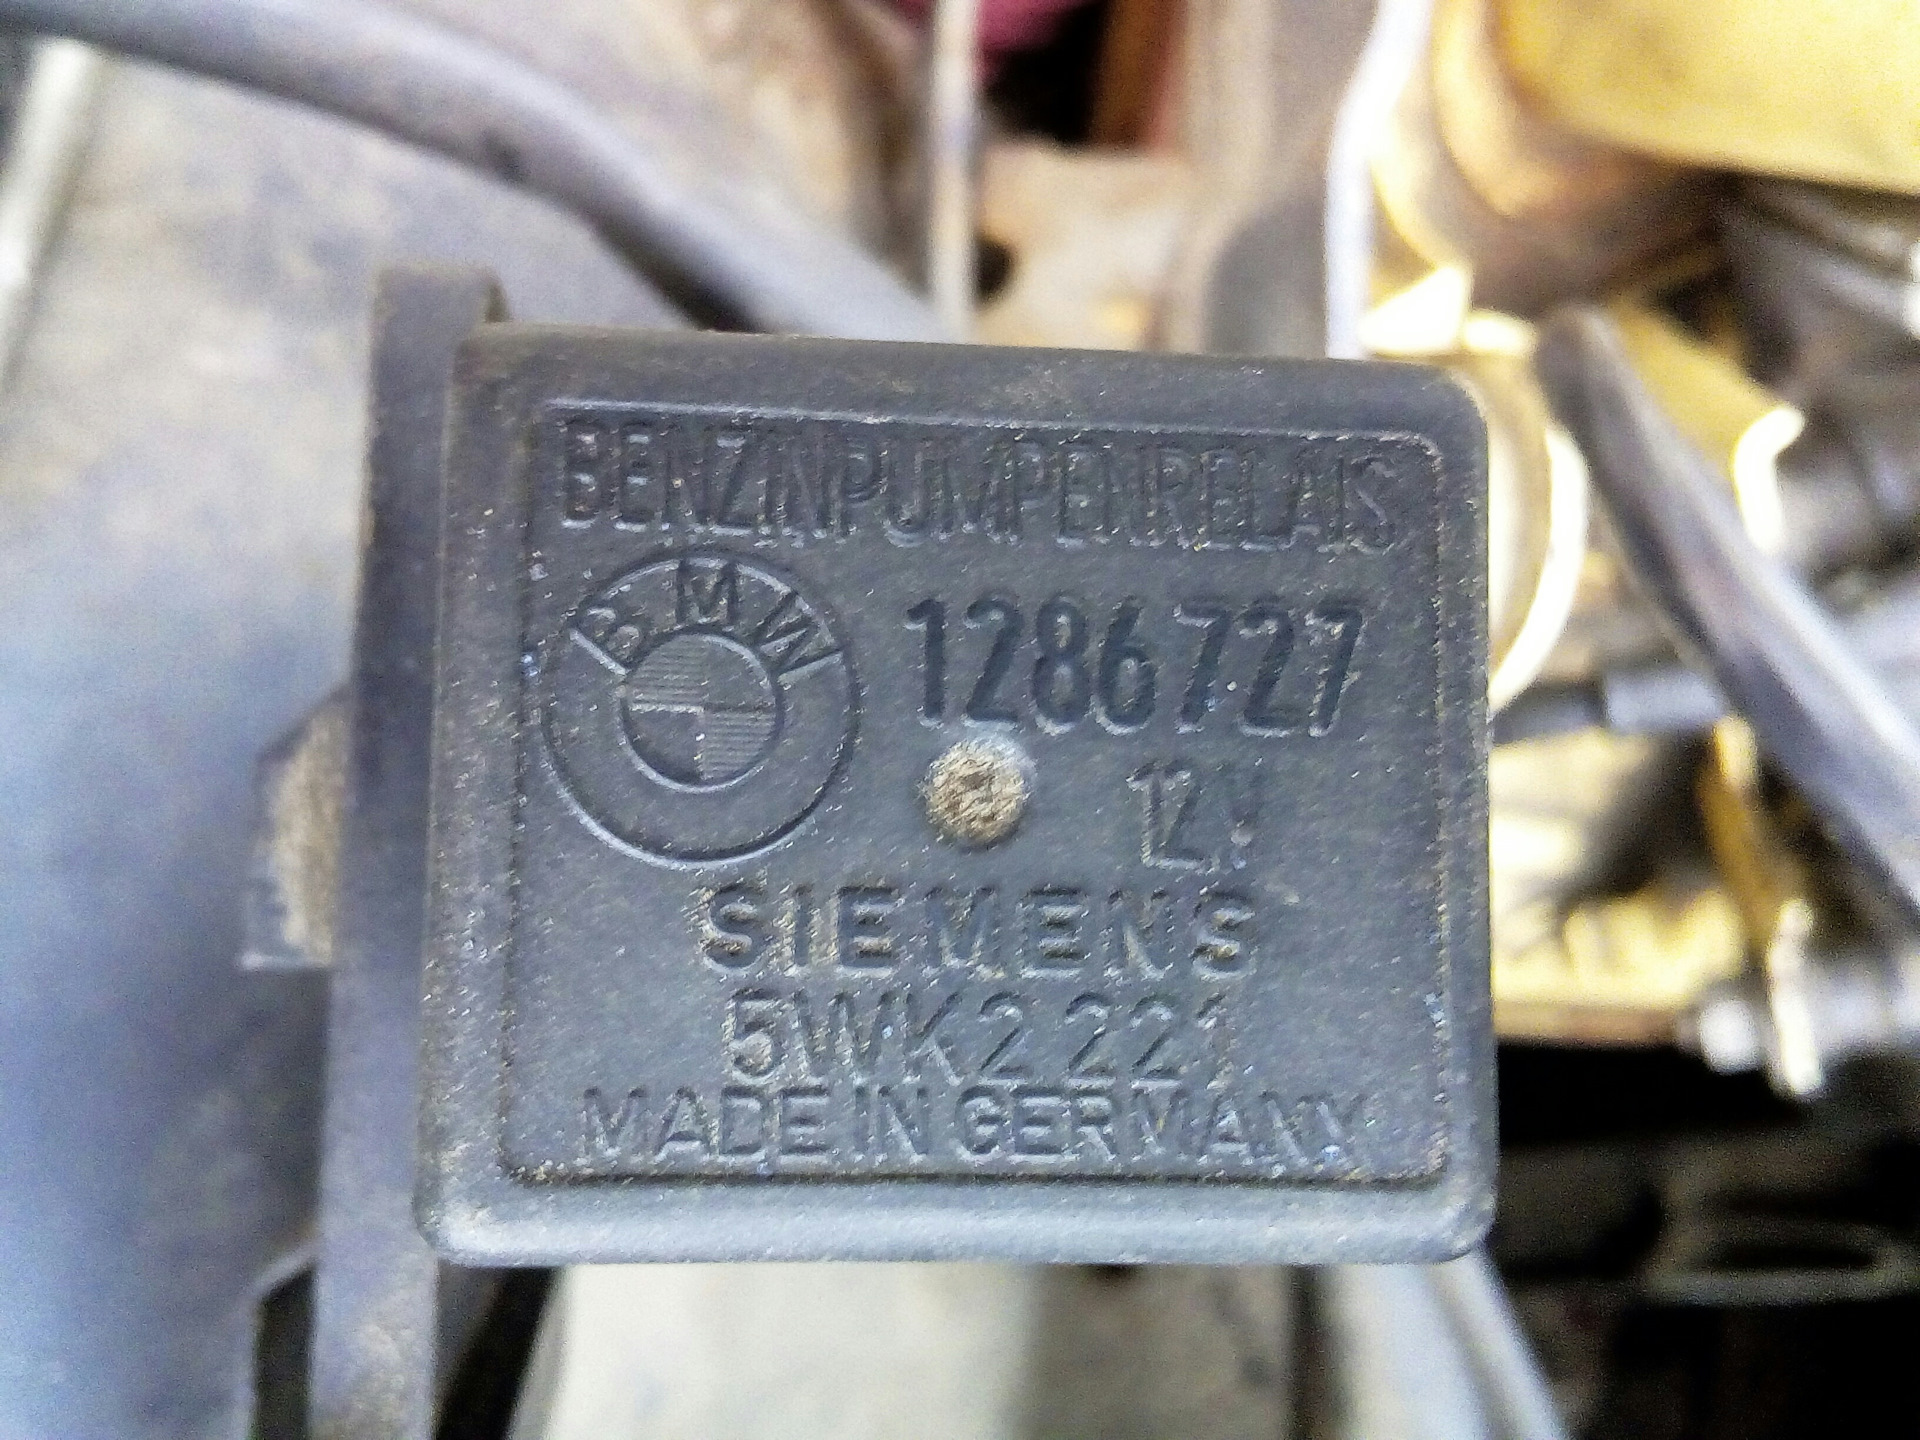 BENZINPUMPENRELAIS
BMW
1286727
12V
SIEMENS
5WK2 221
MADE IN GERMANY